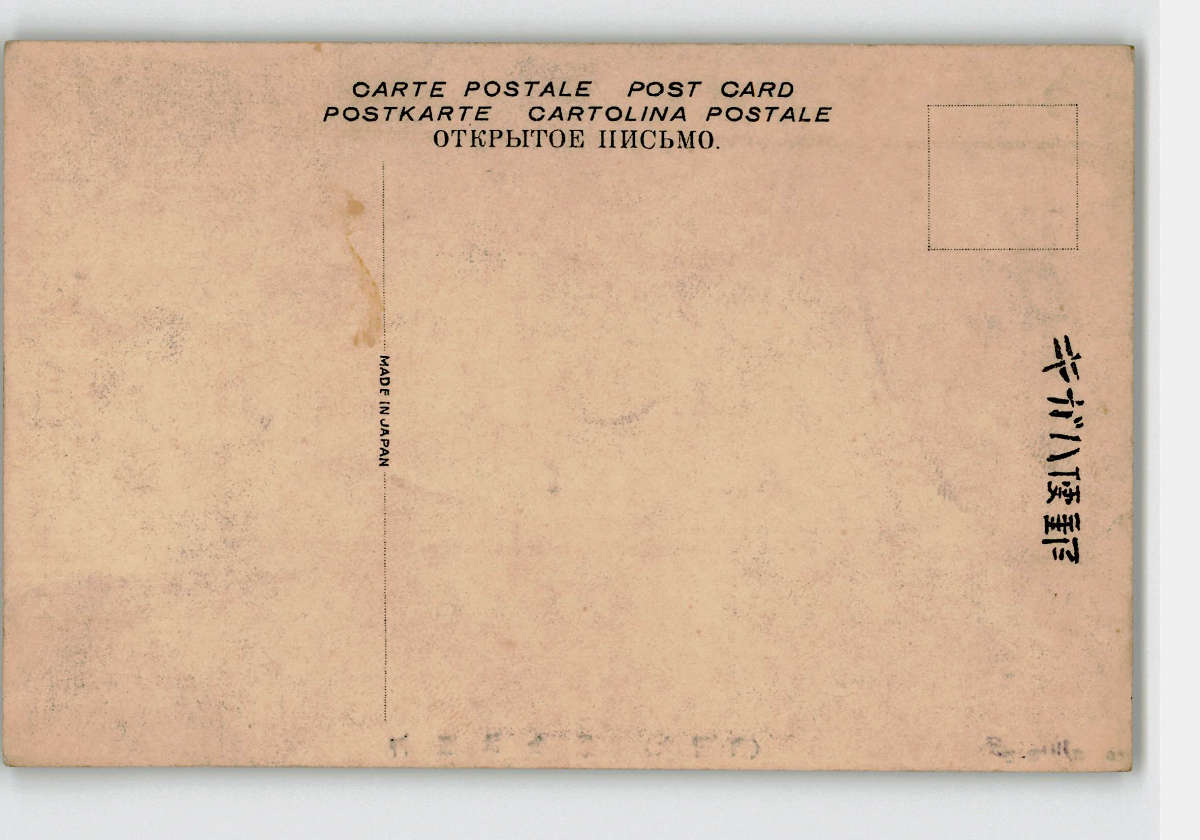 CARTE POSTALE POST CARD
POSTKARTE CARTOLINA POSTALE
ОТКРЫТОЕ ПИСЬМО.
MADE IN JAPAN
キガハ便郵